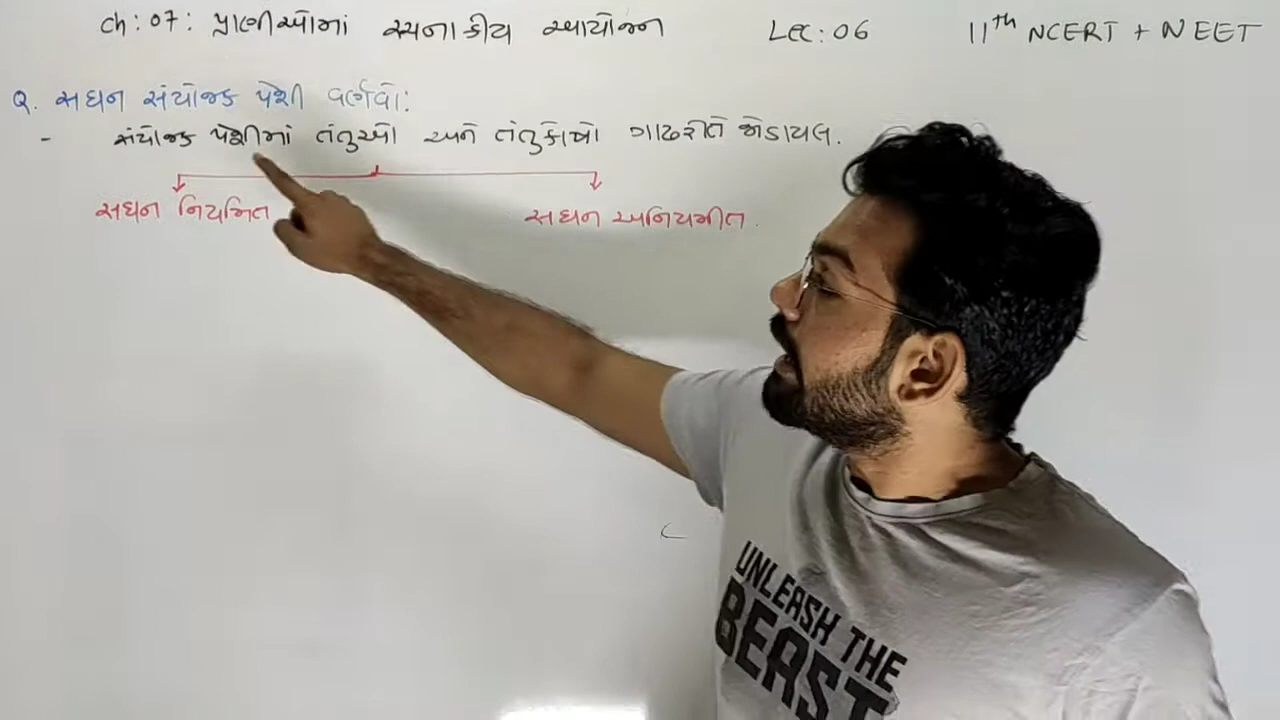 Ch : 07 : પ્રાણીઓમાં રચનાકીય આયોજન Lec : 06 11th NCERT + NEET
Q. સઘન સંયોજક પેશી વર્ણવો:
- સંયોજક પેશીમાં તંતુઓ અને તંતુકોષો ગાઢરીતે જોડાયેલ.
સઘન નિયમિત સઘન અનિયમીત.
UNLEASH THE
BEAST